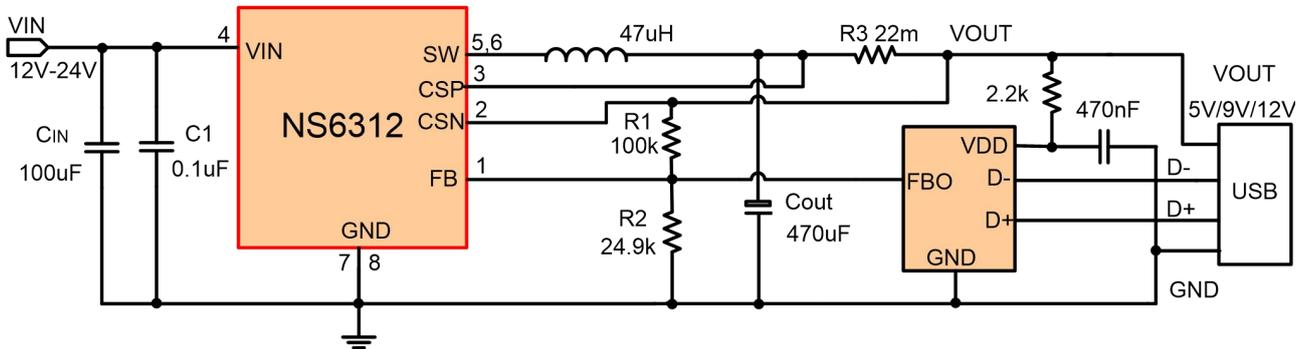 VIN
12V-24V
CIN
100uF
C1
0.1uF
4
VIN
NS6312
SW
CSP
CSN
FB
GND
5,6
3
2
1
7
8
47uH
R3 22m
VOUT
R1
100k
R2
24.9k
Cout
470uF
2.2k
470nF
VDD
FBO
D-
D+
GND
D-
D+
GND
VOUT
5V/9V/12V
USB